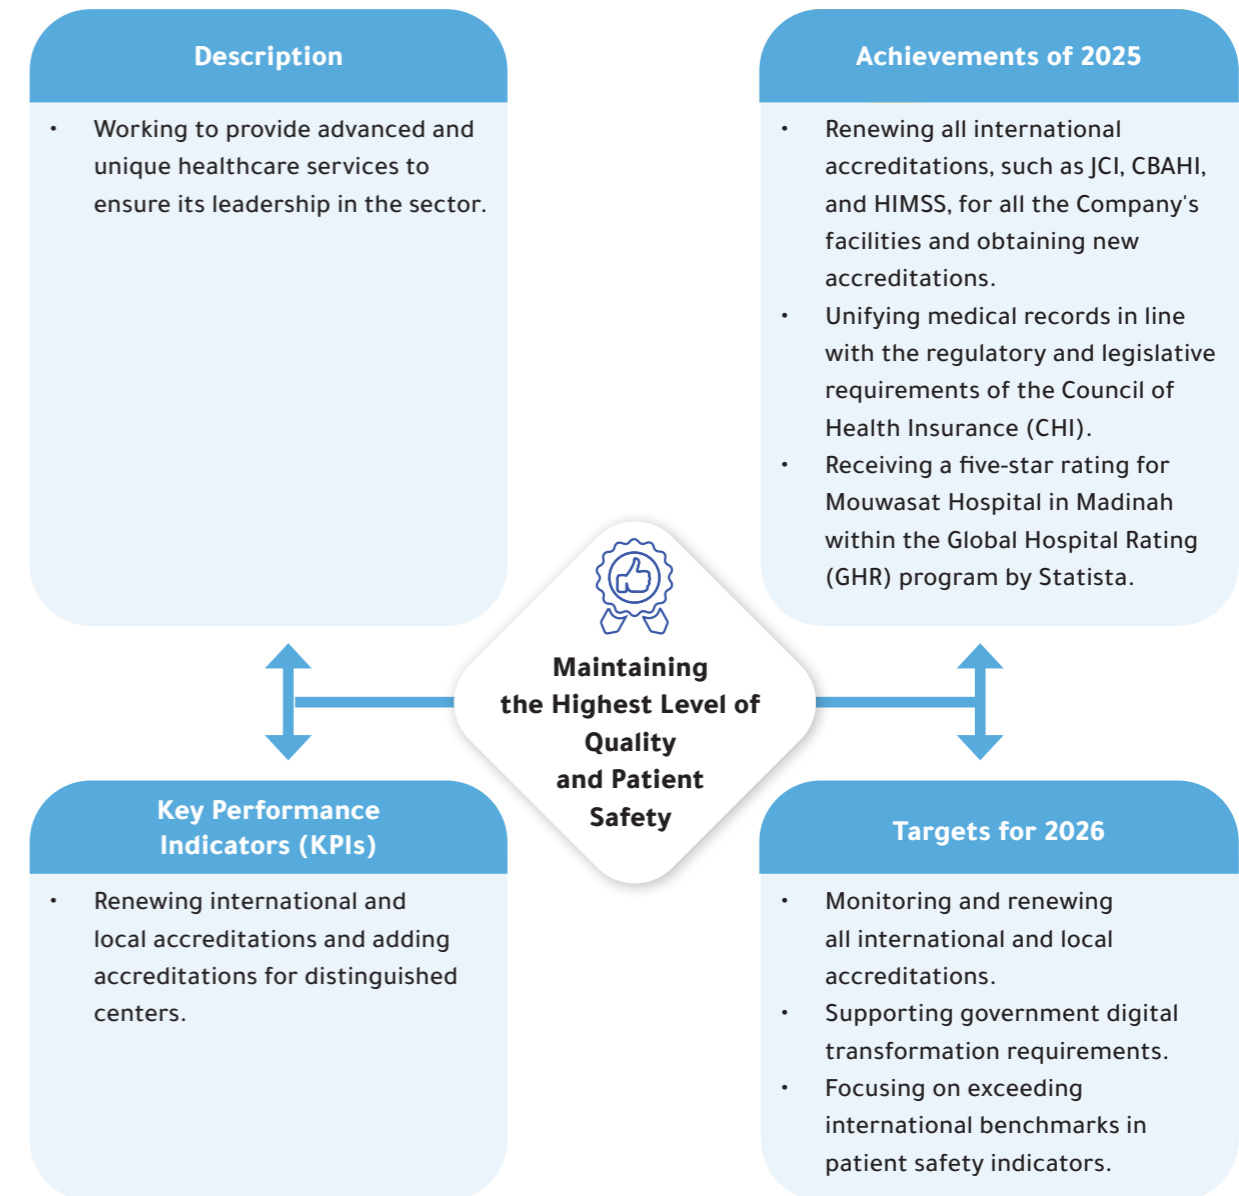 Description
• Working to provide advanced and
unique healthcare services to
ensure its leadership in the sector.
Achievements of 2025
• Renewing all international
accreditations, such as JCI, CBAHI,
and HIMSS, for all the Company's
facilities and obtaining new
accreditations.
• Unifying medical records in line
with the regulatory and legislative
requirements of the Council of
Health Insurance (CHI).
• Receiving a five-star rating for
Mouwasat Hospital in Madinah
within the Global Hospital Rating
(GHR) program by Statista.
Maintaining
the Highest Level of
Quality
and Patient
Safety
Key Performance
Indicators (KPIs)
• Renewing international and
local accreditations and adding
accreditations for distinguished
centers.
Targets for 2026
• Monitoring and renewing
all international and local
accreditations.
• Supporting government digital
transformation requirements.
• Focusing on exceeding
international benchmarks in
patient safety indicators.